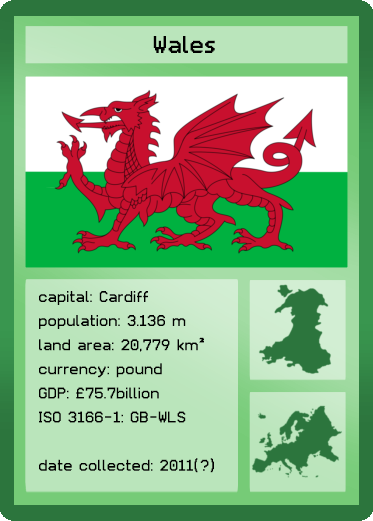 Wales
capital: Cardiff
population: 3.136 m
land area: 20,779 km²
currency: pound
GDP: £75.7billion
ISO 3166-1: GB-WLS
date collected: 2011(?)